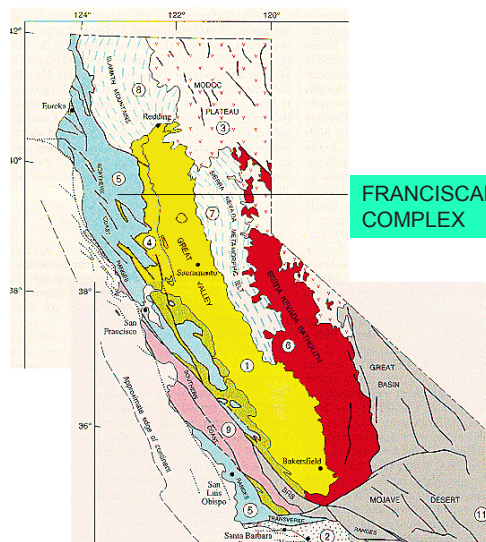 124°
122°
120°
42°
KLAMATH MOUNTAINS
8
MODOC
PLATEAU
3
Eureka
Redding
40°
5
NORTHERN
COAST
RANGES
SIERRA NEVADA METAMORPHIC BELT
7
FRANCISCAN
COMPLEX
4
GREAT
VALLEY
Sacramento
SIERRA NEVADA BATHOLITH
38°
San
Francisco
6
1
GREAT
BASIN
Approximate edge of continent
SOUTHERN
COAST
RANGES
9
36°
Bakersfield
San
Luis
Obispo
5
MOJAVE DESERT
11
TRANSVERSE
RANGES
Santa Barbara
2